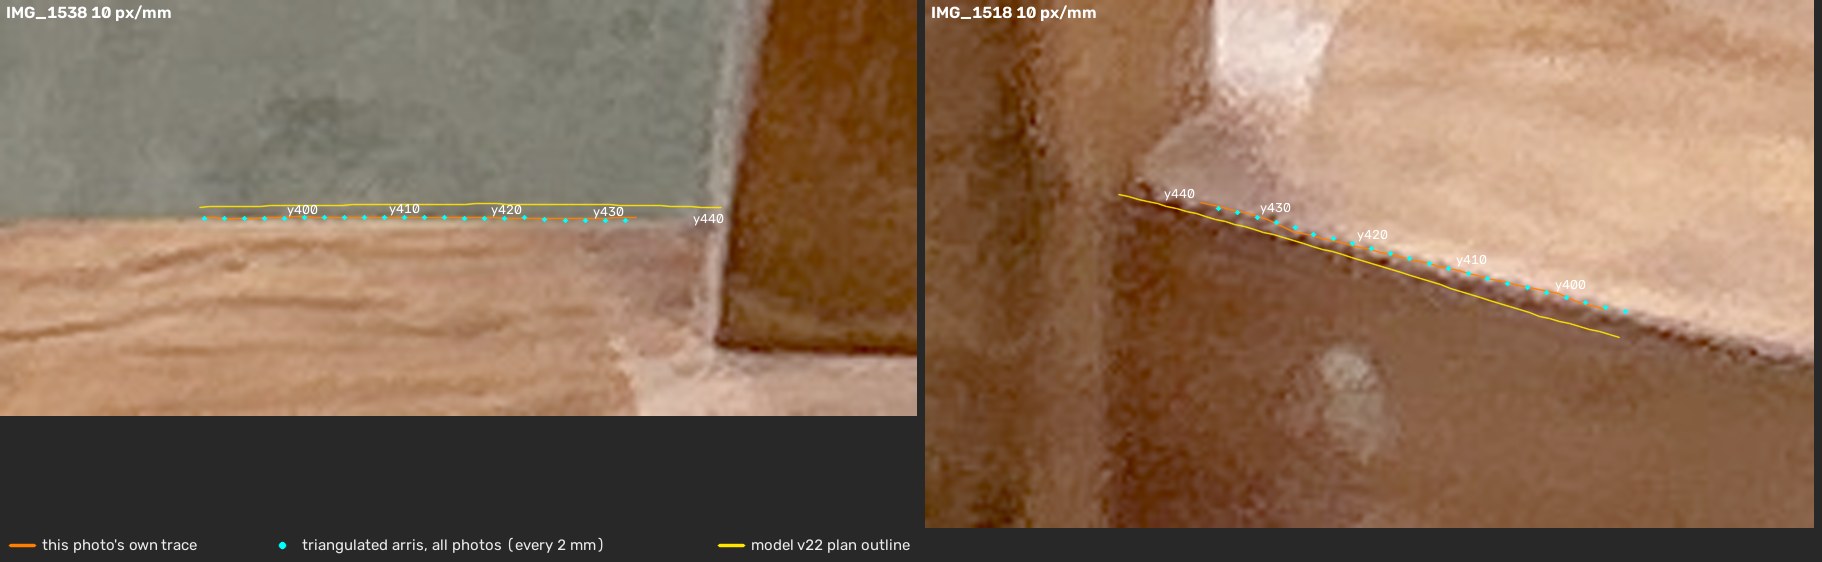 IMG_1538 10 px/mm
y400 y410 y420 y430 y440
IMG_1518 10 px/mm
y440 y430 y420 y410 y400
this photo's own trace
triangulated arris, all photos (every 2 mm)
model v22 plan outline